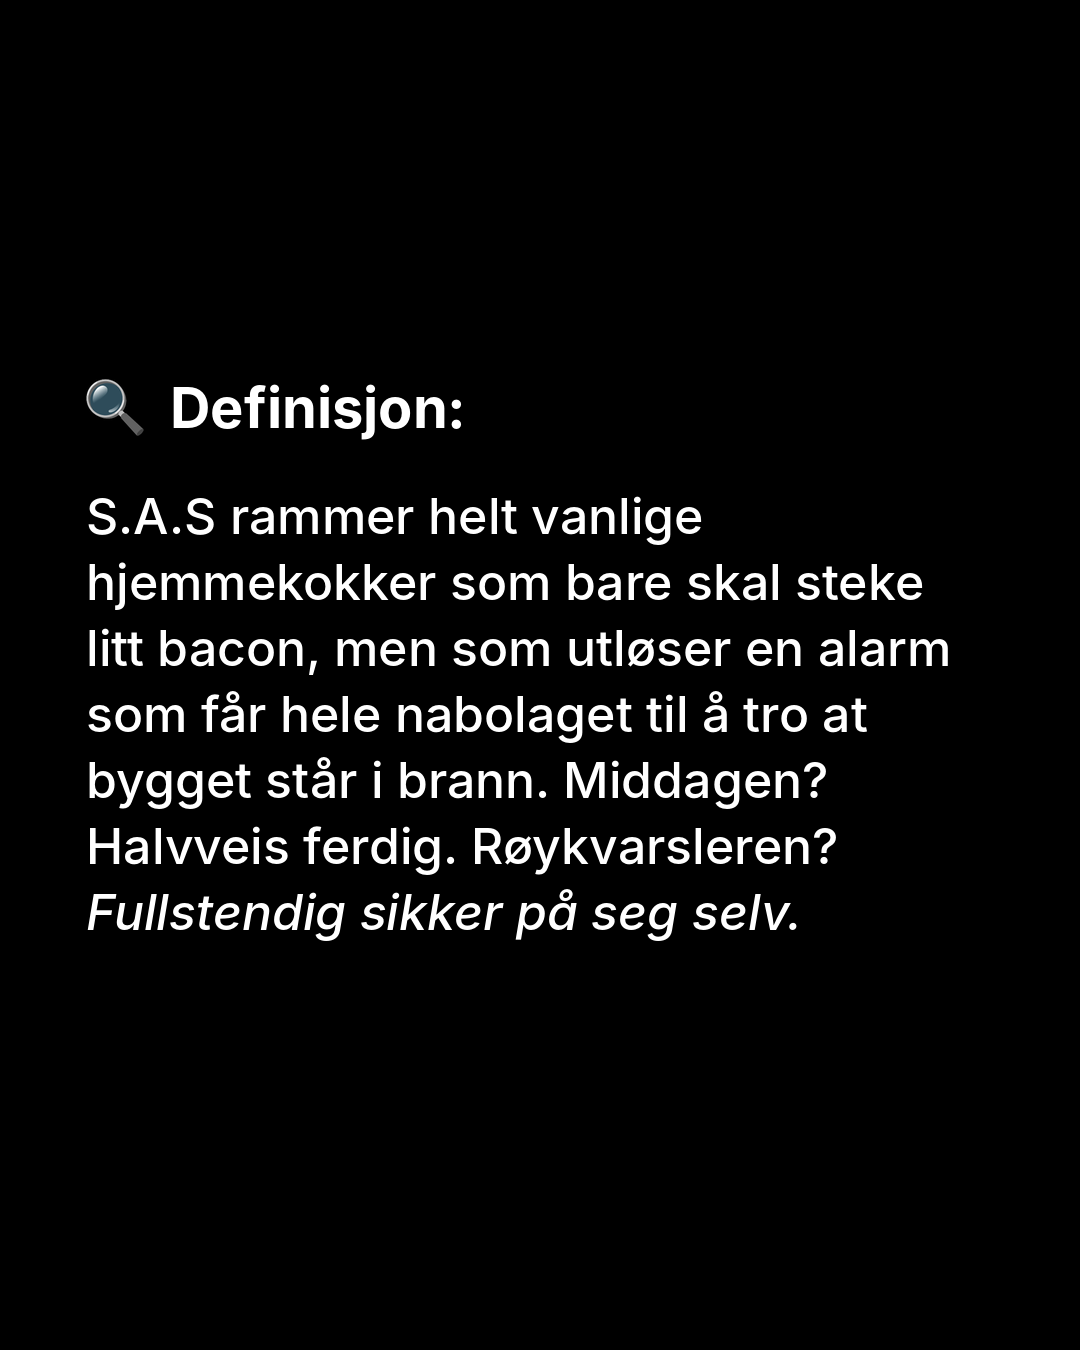 🔍 Definisjon:
S.A.S rammer helt vanlige
hjemmekokker som bare skal steke
litt bacon, men som utløser en alarm
som får hele nabolaget til å tro at
bygget står i brann. Middagen?
Halvveis ferdig. Røykvarsleren?
Fullstendig sikker på seg selv.